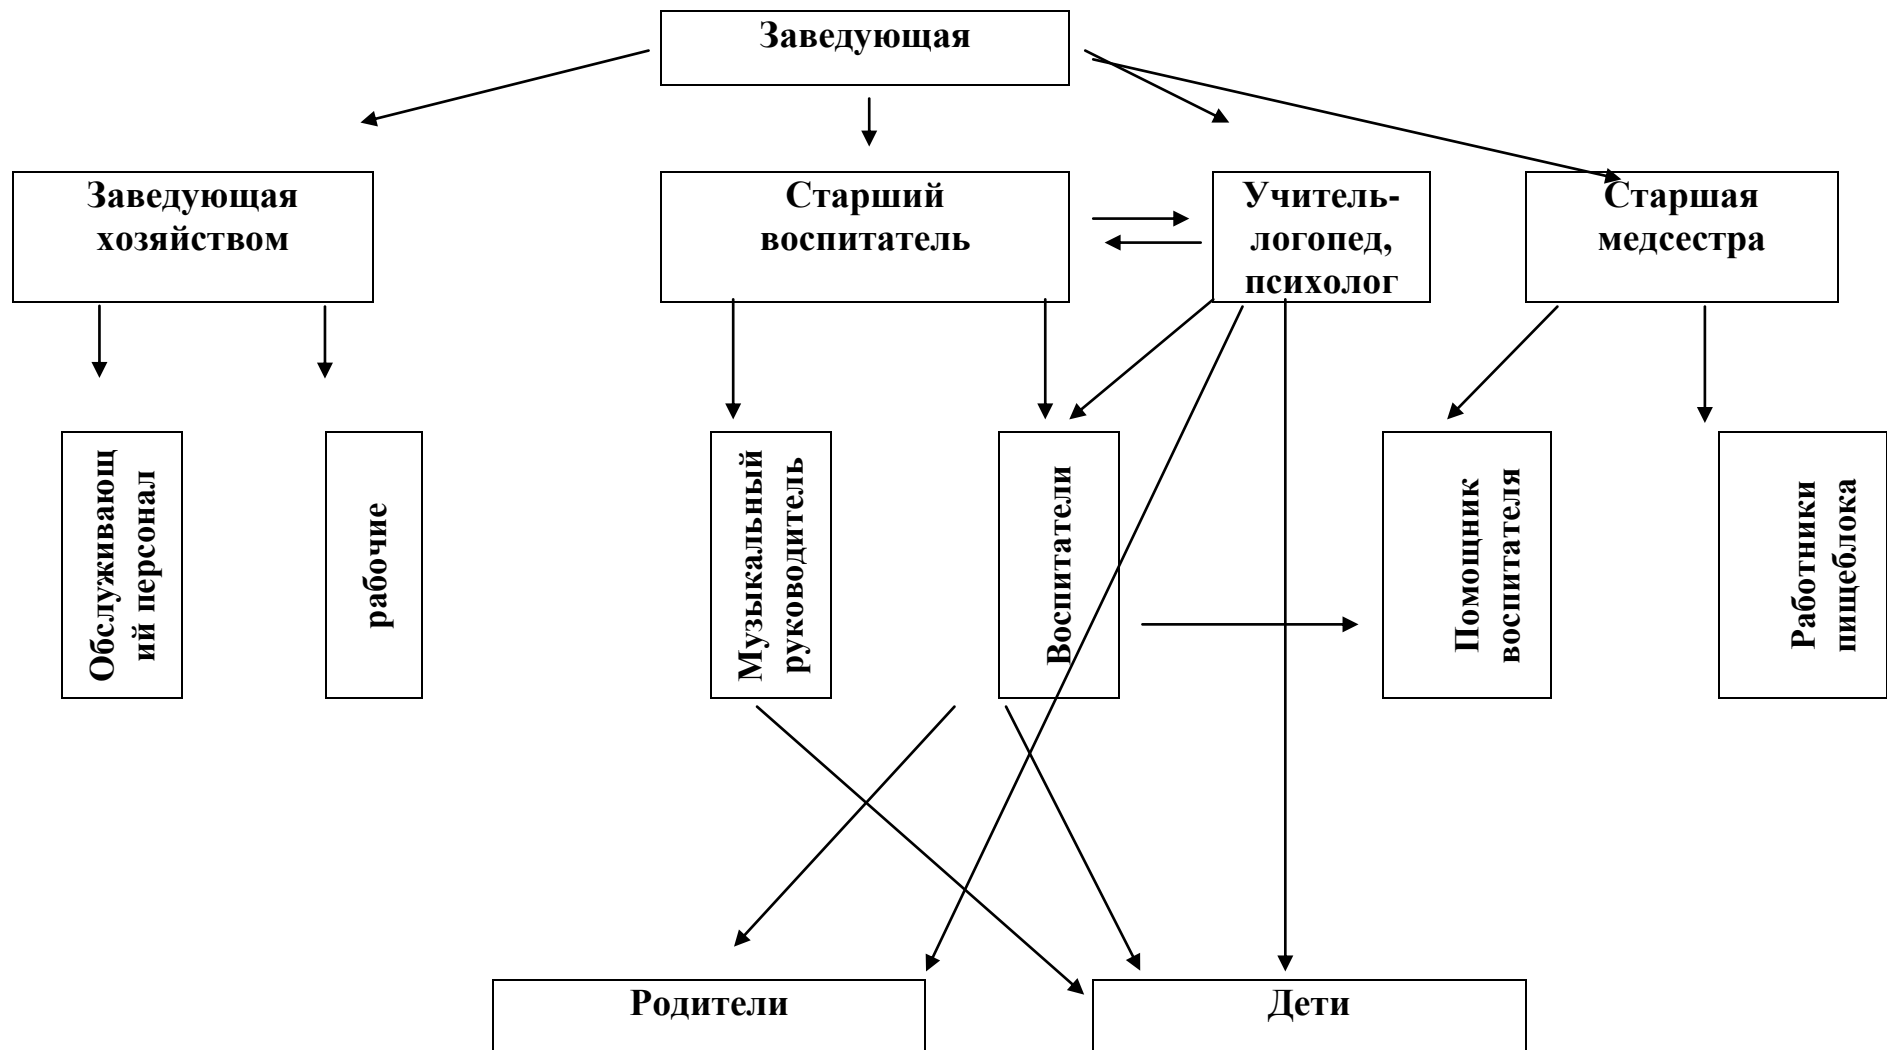 Заведующая
Заведующая
хозяйством
Старший
воспитатель
Учитель-
логопед,
психолог
Старшая
медсестра
Обслуживающ
ий персонал
рабочие
Музыкальный
руководитель
Воспитатели
Помощник
воспитателя
Работники
пищеблока
Родители
Дети